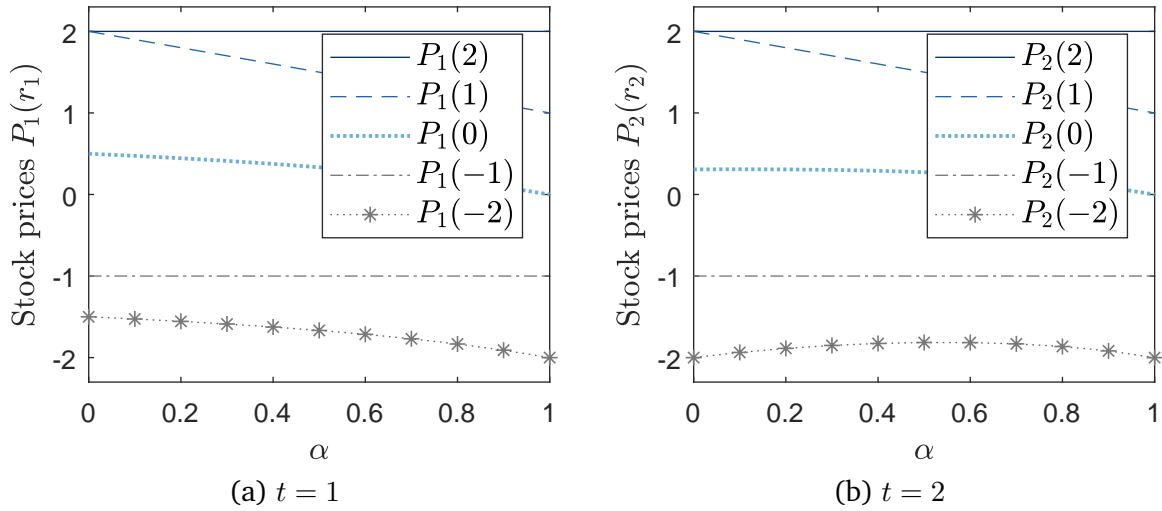 Stock prices P₁(r₁)
2
1
0
-1
-2
P₁(2)
P₁(1)
P₁(0)
P₁(−1)
P₁(−2)
0 0.2 0.4 0.6 0.8 1
α
(a) t = 1
Stock prices P₂(r₂)
2
1
0
-1
-2
P₂(2)
P₂(1)
P₂(0)
P₂(−1)
P₂(−2)
0 0.2 0.4 0.6 0.8 1
α
(b) t = 2